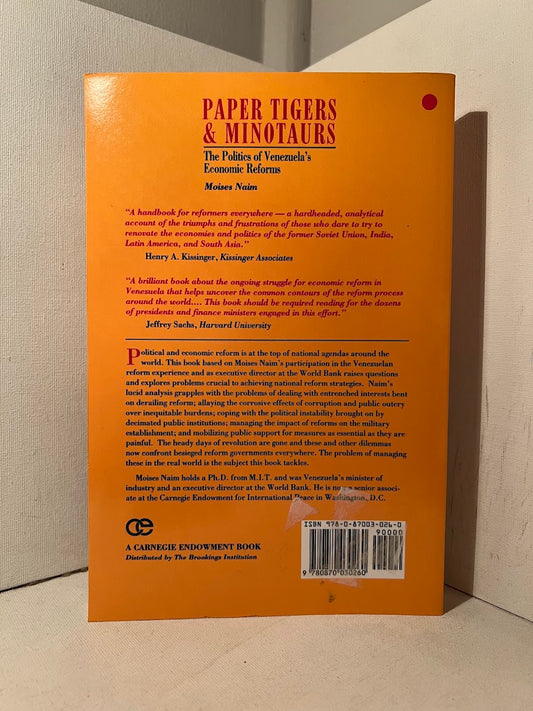 PAPER TIGERS
& MINOTAURS
The Politics of Venezuela's
Economic Reforms
Moises Naim
"A handbook for reformers everywhere — a hardheaded, analytical
account of the triumphs and frustrations of those who dare to try to
renovate the economies and politics of the former Soviet Union, India,
Latin America, and South Asia."
Henry A. Kissinger, Kissinger Associates
"A brilliant book about the ongoing struggle for economic reform in
Venezuela that helps uncover the common contours of the reform process
around the world.... This book should be required reading for the dozens
of presidents and finance ministers engaged in this effort."
Jeffrey Sachs, Harvard University
Political and economic reform is at the top of national agendas around the
world. This book based on Moises Naim's participation in the Venezuelan
reform experience and as executive director at the World Bank raises questions
and explores problems crucial to achieving national reform strategies. Naim's
lucid analysis grapples with the problems of dealing with entrenched interests bent
on derailing reform; allaying the corrosive effects of corruption and public outcry
over inequitable burdens; coping with the political instability brought on by
decimated public institutions; managing the impact of reforms on the military
establishment; and mobilizing public support for measures as essential as they are
painful. The heady days of revolution are gone and these and other dilemmas
now confront besieged reform governments everywhere. The problem of managing
these in the real world is the subject this book tackles.
Moises Naim holds a Ph.D. from M.I.T. and was Venezuela's minister of
industry and an executive director at the World Bank. He is now a senior associ-
ate at the Carnegie Endowment for International Peace in Washington, D.C.
ce
A CARNEGIE ENDOWMENT BOOK
Distributed by The Brookings Institution
ISBN 978-0-87003-026-0
90000
9 780870 030260